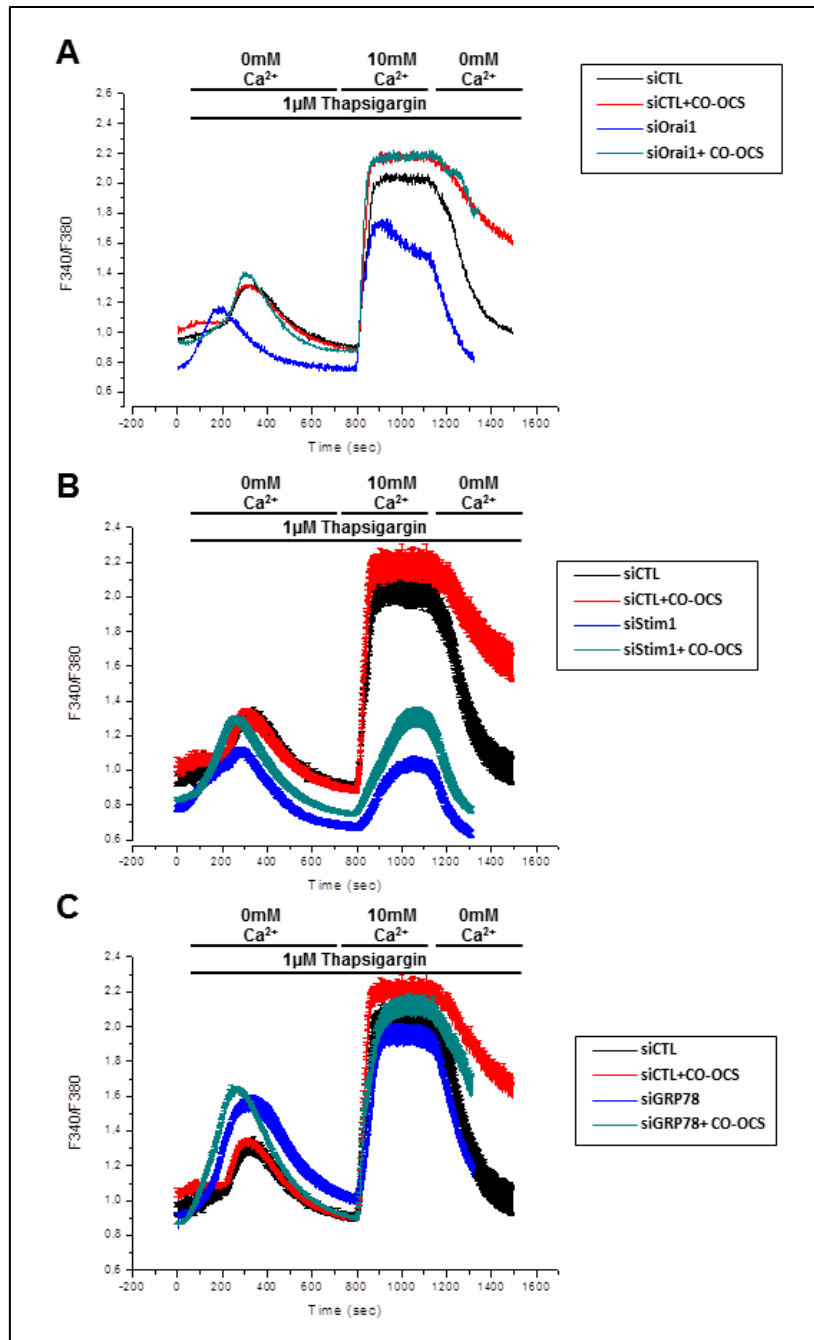 A
0mM 10mM 0mM
Ca²⁺ Ca²⁺ Ca²⁺
1µM Thapsigargin
siCTL
siCTL+CO-OCS
siOrai1
siOrai1+ CO-OCS
2,6
2,4
2,2
2,0
1,8
1,6
1,4
1,2
1,0
0,8
0,6
F340/F380
-200 0 200 400 600 800 1000 1200 1400 1600
Time (sec)
B
0mM 10mM 0mM
Ca²⁺ Ca²⁺ Ca²⁺
1µM Thapsigargin
siCTL
siCTL+CO-OCS
siStim1
siStim1+ CO-OCS
2,4
2,2
2,0
1,8
1,6
1,4
1,2
1,0
0,8
0,6
F340/F380
-200 0 200 400 600 800 1000 1200 1400 1600
Time (sec)
C
0mM 10mM 0mM
Ca²⁺ Ca²⁺ Ca²⁺
1µM Thapsigargin
siCTL
siCTL+CO-OCS
siGRP78
siGRP78+ CO-OCS
2,4
2,2
2,0
1,8
1,6
1,4
1,2
1,0
0,8
0,6
F340/F380
-200 0 200 400 600 800 1000 1200 1400 1600
Time (sec)